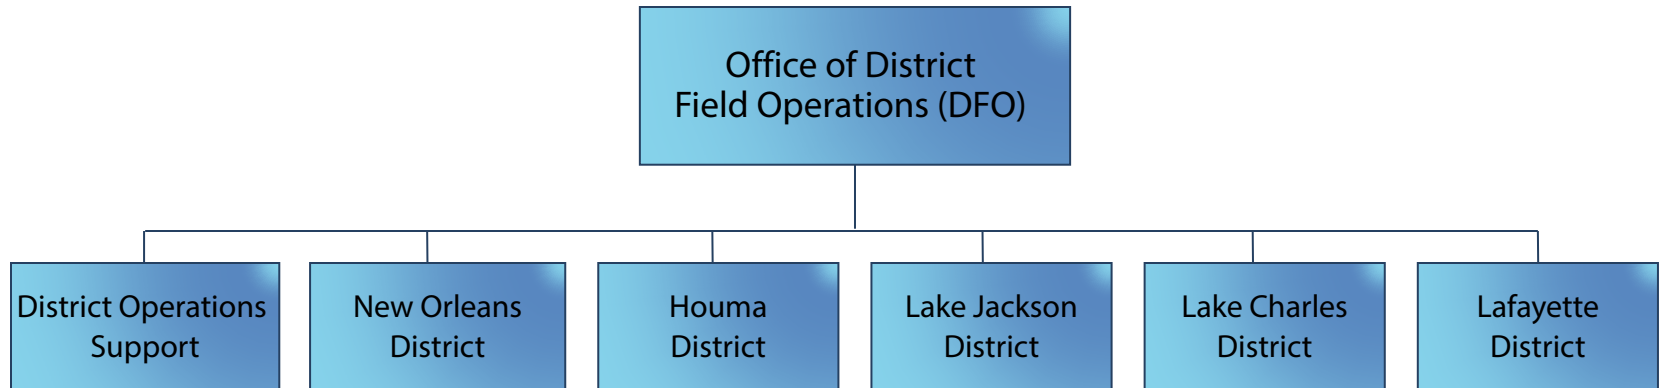 Office of District
Field Operations (DFO)
District Operations
Support
New Orleans
District
Houma
District
Lake Jackson
District
Lake Charles
District
Lafayette
District